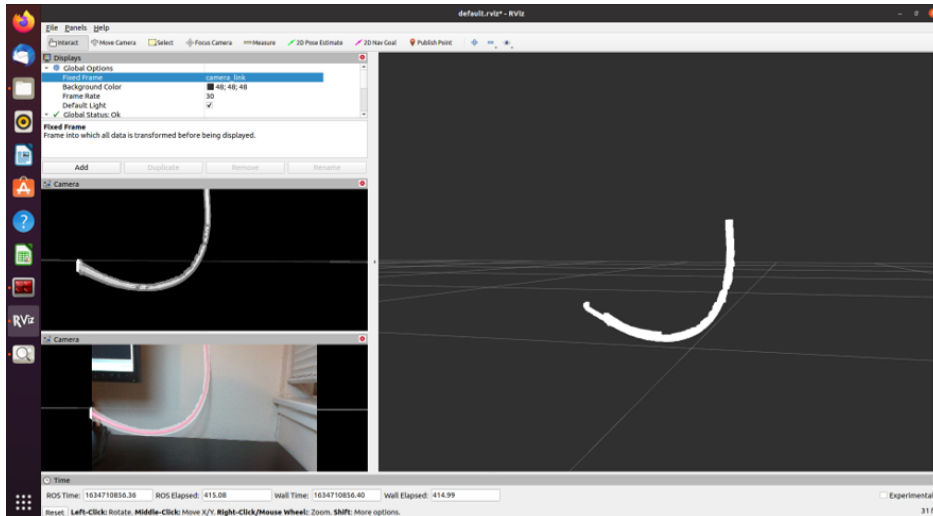 default.rviz* - RViz
File Panels Help
Interact Move Camera Select Focus Camera Measure 2D Pose Estimate 2D Nav Goal Publish Point
Displays
Global Options
Fixed Frame camera_link
Background Color 48; 48; 48
Frame Rate 30
Default Light
Global Status: Ok
Fixed Frame
Frame into which all data is transformed before being displayed.
Add Duplicate Remove Rename
Camera
RViz
Camera
Time
ROS Time: 1634710856.36 ROS Elapsed: 415.08 Wall Time: 1634710856.40 Wall Elapsed: 414.99 Experimental
Reset Left-Click: Rotate. Middle-Click: Move X/Y. Right-Click/Mouse Wheel: Zoom. Shift: More options.